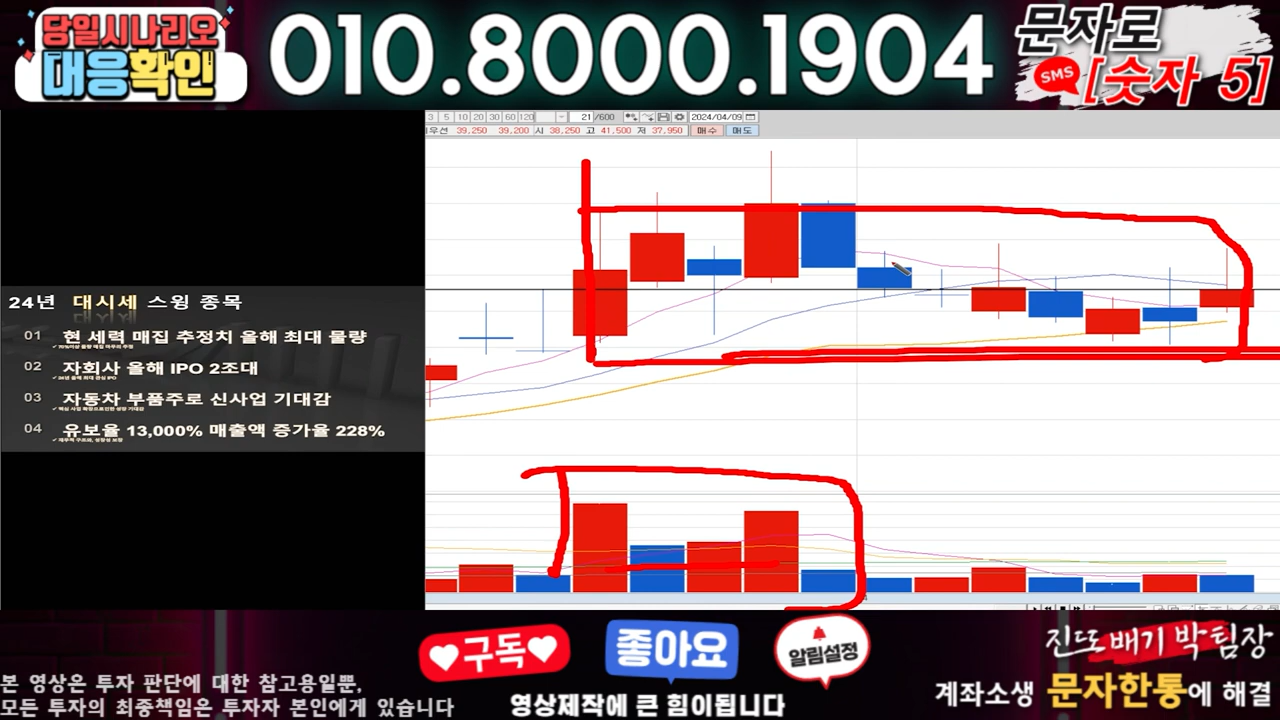 당일시나리오
대응확인
010.8000.1904
문자로
SMS
[숫자 5]
3 5 10 20 30 60 120 21 /600 2024/04/09
우선 39,250 39,200 시 38,250 고 41,500 저 37,950 매수 매도
24년 대시세 스윙 종목
01 현 세력 매집 추정치 올해 최대 물량
02 자회사 올해 IPO 2조대
03 자동차 부품주로 신사업 기대감
04 유보율 13,000% 매출액 증가율 228%
구독
좋아요
알림설정
영상제작에 큰 힘이됩니다
본 영상은 투자 판단에 대한 참고용일뿐,
모든 투자의 최종책임은 투자자 본인에게 있습니다
진또배기 박팀장
계좌소생 문자한통에 해결